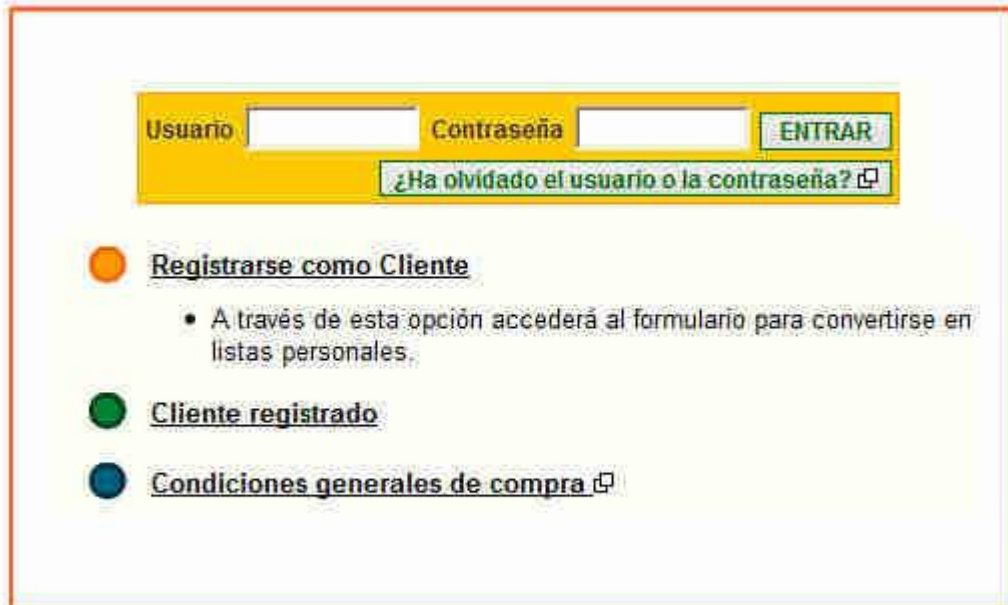 Usuario Contraseña ENTRAR
¿Ha olvidado el usuario o la contraseña?
Registrarse como Cliente
• A través de esta opción accederá al formulario para convertirse en
listas personales.
Cliente registrado
Condiciones generales de compra